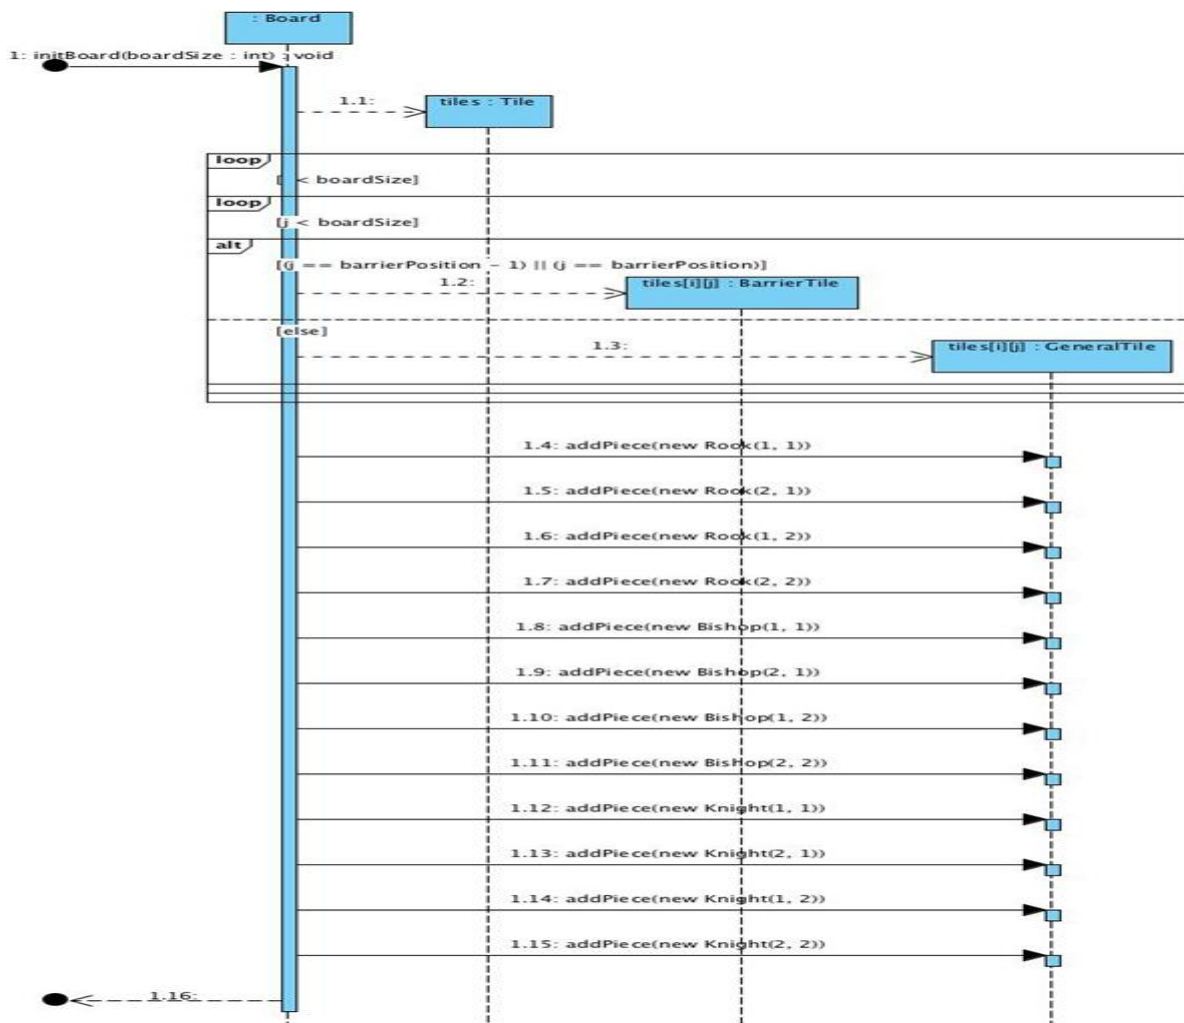 : Board
1: initBoard(boardSize : int) : void
1.1:
tiles : Tile
loop
< boardSize]
loop
[j < boardSize]
alt
[(j == barrierPosition - 1) || (j == barrierPosition)]
1.2:
tiles[i][j] : BarrierTile
[else]
1.3:
tiles[i][j] : GeneralTile
1.4: addPiece(new Rook(1, 1))
1.5: addPiece(new Rook(2, 1))
1.6: addPiece(new Rook(1, 2))
1.7: addPiece(new Rook(2, 2))
1.8: addPiece(new Bishop(1, 1))
1.9: addPiece(new Bishop(2, 1))
1.10: addPiece(new Bishop(1, 2))
1.11: addPiece(new Bishop(2, 2))
1.12: addPiece(new Knight(1, 1))
1.13: addPiece(new Knight(2, 1))
1.14: addPiece(new Knight(1, 2))
1.15: addPiece(new Knight(2, 2))
1.16: